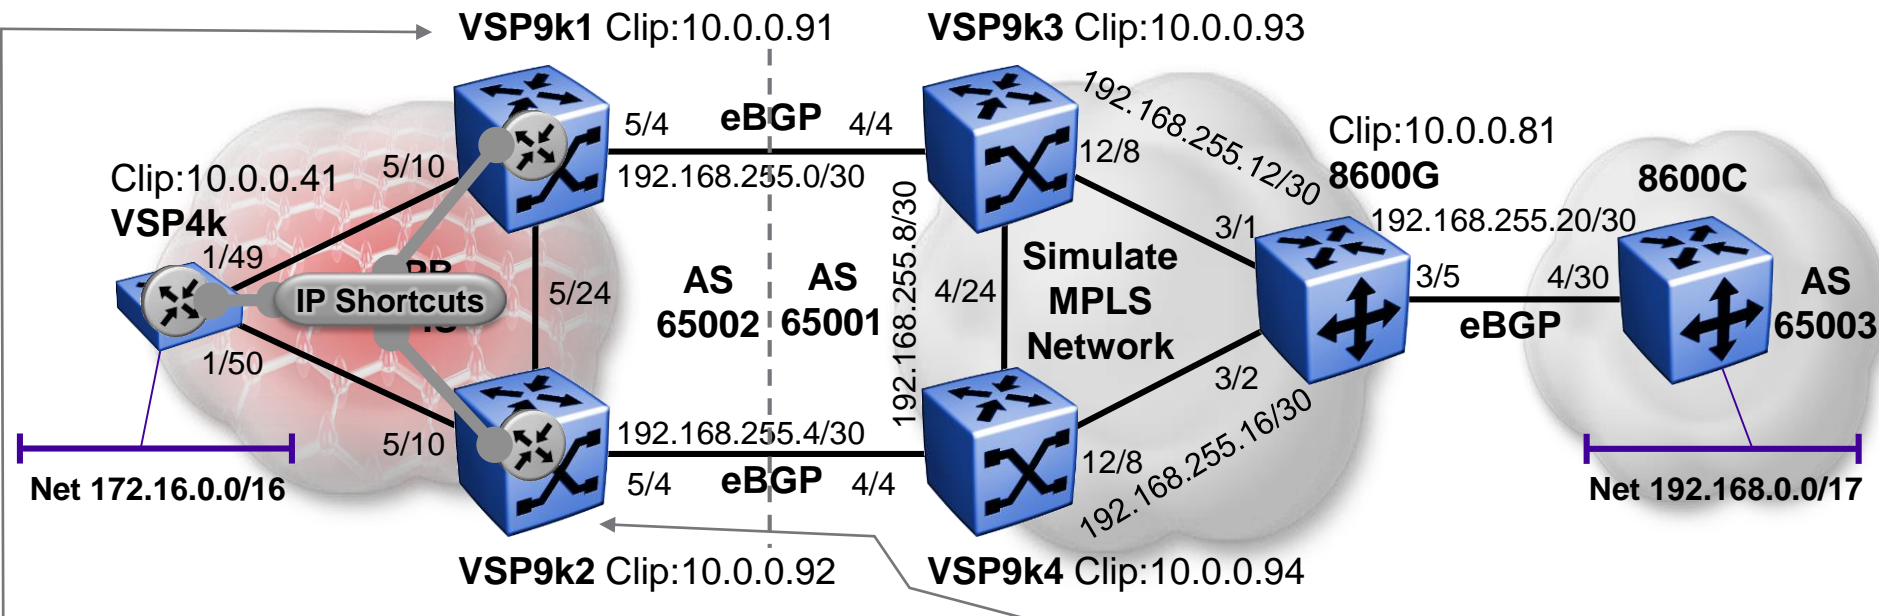 VSP9k1 Clip:10.0.0.91
VSP9k3 Clip:10.0.0.93
5/4
eBGP
4/4
192.168.255.0/30
192.168.255.12/30
12/8
Clip:10.0.0.81
8600G
8600C
Clip:10.0.0.41
VSP4k
5/10
1/49
IP Shortcuts
5/24
AS
65002
AS
65001
192.168.255.8/30
4/24
Simulate
MPLS
Network
3/1
192.168.255.20/30
3/5
4/30
eBGP
AS
65003
1/50
3/2
5/10
192.168.255.4/30
5/4
eBGP
4/4
12/8
192.168.255.16/30
Net 172.16.0.0/16
Net 192.168.0.0/17
VSP9k2 Clip:10.0.0.92
VSP9k4 Clip:10.0.0.94